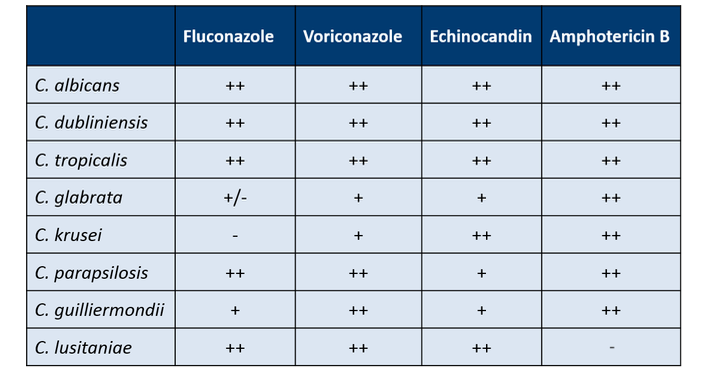 Fluconazole Voriconazole Echinocandin Amphotericin B
C. albicans ++ ++ ++ ++
C. dubliniensis ++ ++ ++ ++
C. tropicalis ++ ++ ++ ++
C. glabrata +/- + + ++
C. krusei - + ++ ++
C. parapsilosis ++ ++ + ++
C. guilliermondii + ++ + ++
C. lusitaniae ++ ++ ++ -